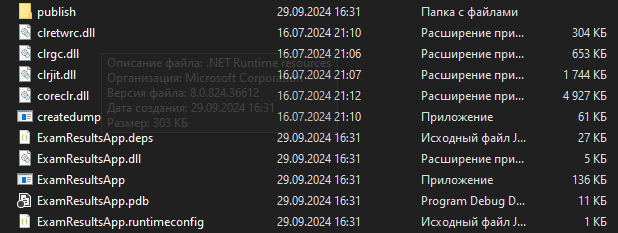 publish 29.09.2024 16:31 Папка с файлами
clretwrc.dll 16.07.2024 21:10 Расширение при... 304 КБ
clrgc.dll 16.07.2024 21:06 Расширение при... 653 КБ
clrjit.dll 16.07.2024 21:07 Расширение при... 1 744 КБ
Описание файла: .NET Runtime resources
Организация: Microsoft Corporation
Версия файла: 8.0.824.36612
Дата создания: 29.09.2024 16:31
Размер: 303 КБ
coreclr.dll 16.07.2024 21:12 Расширение при... 4 927 КБ
createdump 16.07.2024 21:10 Приложение 61 КБ
ExamResultsApp.deps 29.09.2024 16:31 Исходный файл J... 27 КБ
ExamResultsApp.dll 29.09.2024 16:31 Расширение при... 5 КБ
ExamResultsApp 29.09.2024 16:31 Приложение 136 КБ
ExamResultsApp.pdb 29.09.2024 16:31 Program Debug D... 11 КБ
ExamResultsApp.runtimeconfig 29.09.2024 16:31 Исходный файл J... 1 КБ